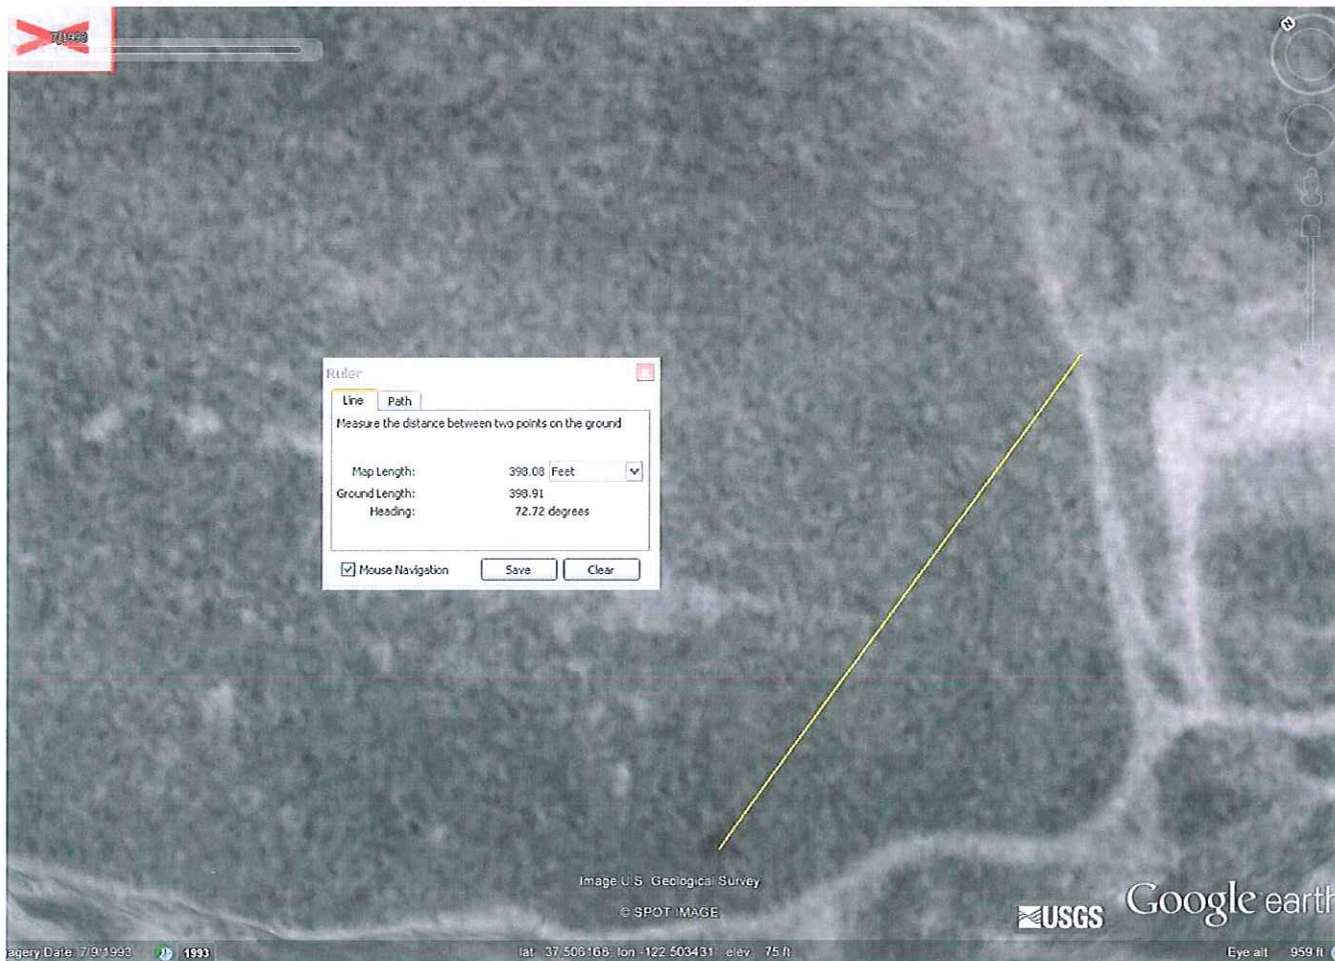 7/1993
N
Ruler
Line Path
Measure the distance between two points on the ground
Map Length: 398.08 Feet
Ground Length: 398.91
Heading: 72.72 degrees
Mouse Navigation Save Clear
Image U.S. Geological Survey
© SPOT IMAGE
USGS Google earth
agery Date: 7/9/1993 1993 lat 37.506168° lon -122.503431° elev 75 ft Eye alt 959 ft